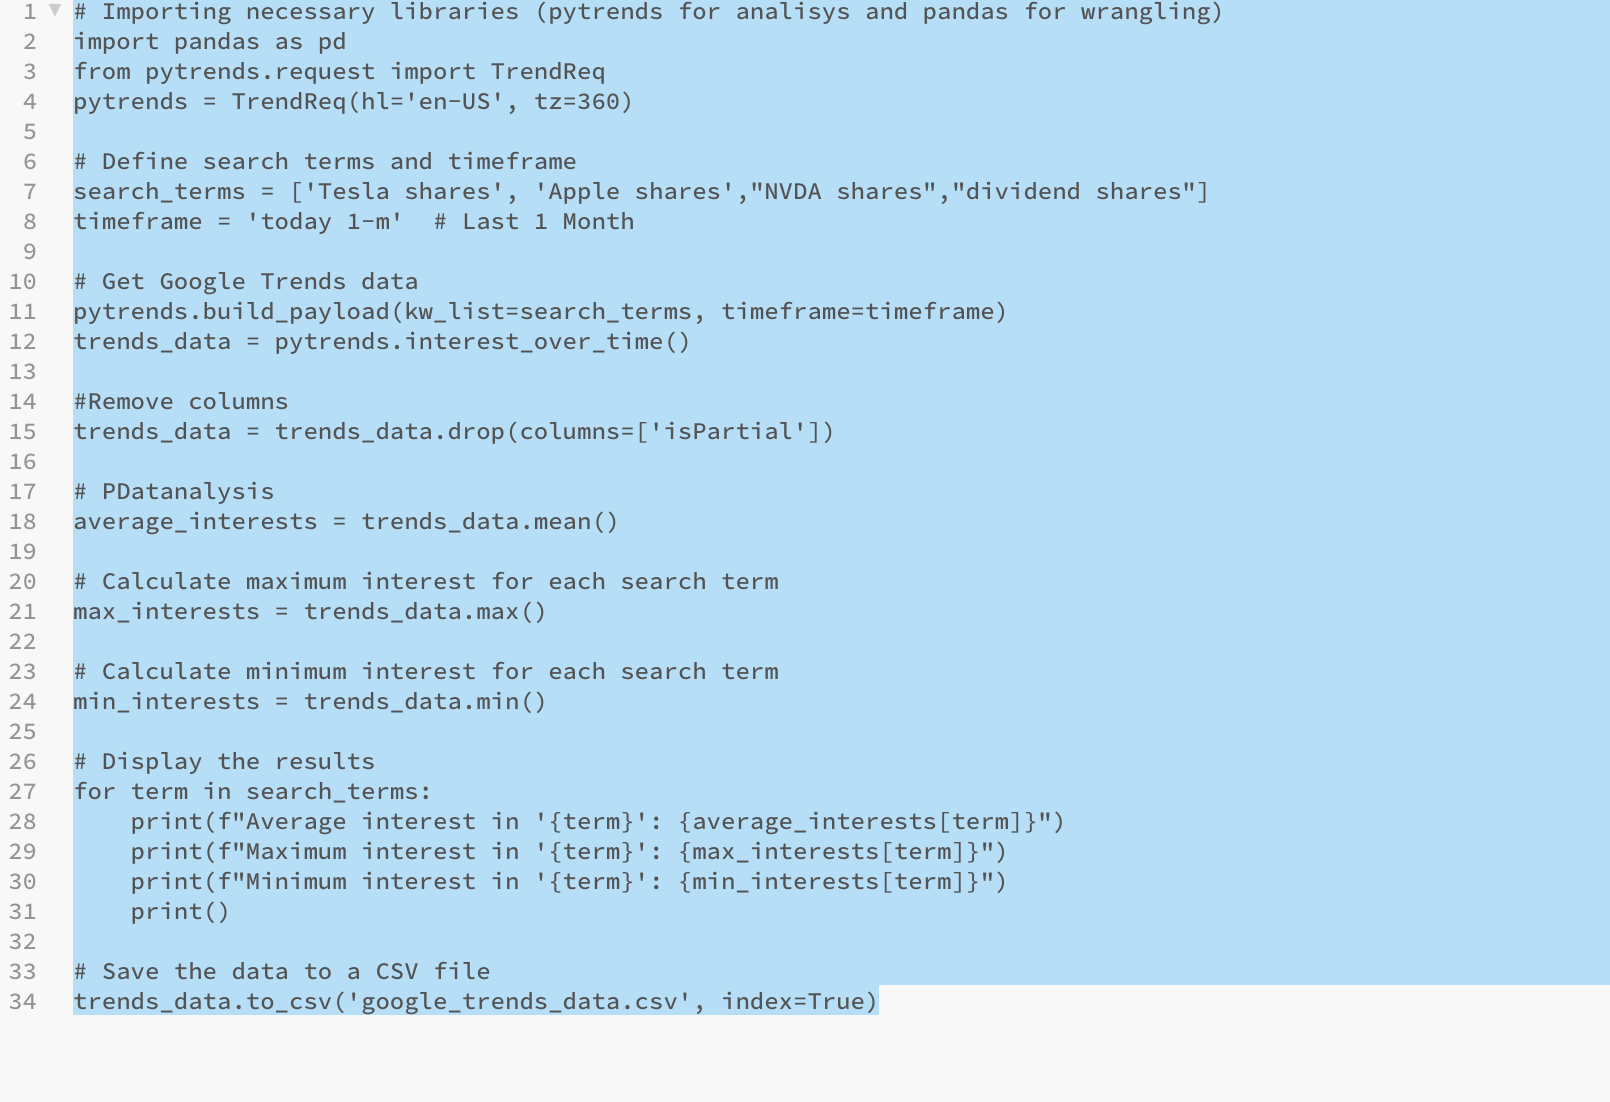 1 # Importing necessary libraries (pytrends for analisys and pandas for wrangling)
2 import pandas as pd
3 from pytrends.request import TrendReq
4 pytrends = TrendReq(hl='en-US', tz=360)
5
6 # Define search terms and timeframe
7 search_terms = ['Tesla shares', 'Apple shares',"NVDA shares","dividend shares"]
8 timeframe = 'today 1-m'  # Last 1 Month
9
10 # Get Google Trends data
11 pytrends.build_payload(kw_list=search_terms, timeframe=timeframe)
12 trends_data = pytrends.interest_over_time()
13
14 #Remove columns
15 trends_data = trends_data.drop(columns=['isPartial'])
16
17 # PDatanalysis
18 average_interests = trends_data.mean()
19
20 # Calculate maximum interest for each search term
21 max_interests = trends_data.max()
22
23 # Calculate minimum interest for each search term
24 min_interests = trends_data.min()
25
26 # Display the results
27 for term in search_terms:
28     print(f"Average interest in '{term}': {average_interests[term]}")
29     print(f"Maximum interest in '{term}': {max_interests[term]}")
30     print(f"Minimum interest in '{term}': {min_interests[term]}")
31     print()
32
33 # Save the data to a CSV file
34 trends_data.to_csv('google_trends_data.csv', index=True)